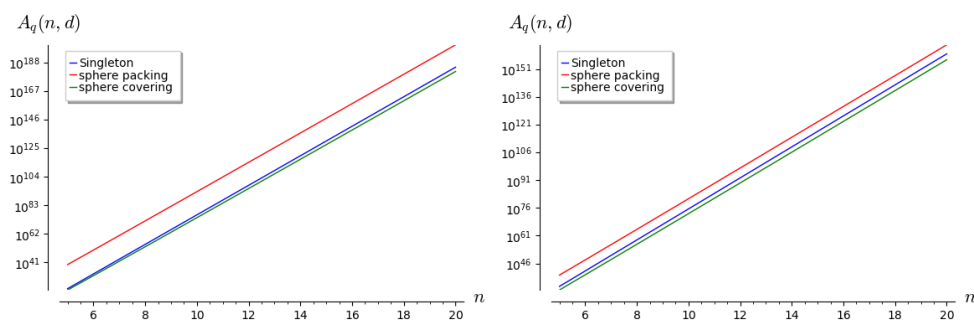 A_q(n, d)
10^188
10^167
10^146
10^125
10^104
10^83
10^62
10^41
Singleton
sphere packing
sphere covering
6 8 10 12 14 16 18 20 n
A_q(n, d)
10^151
10^136
10^121
10^106
10^91
10^76
10^61
10^46
Singleton
sphere packing
sphere covering
6 8 10 12 14 16 18 20 n